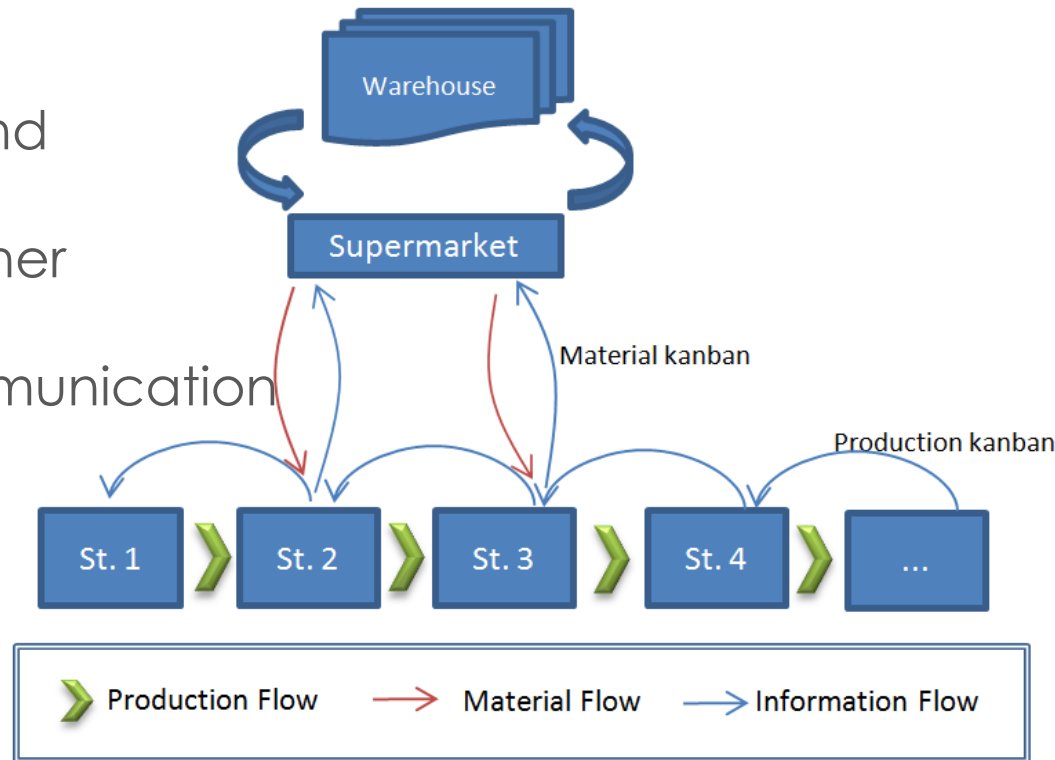 Warehouse
nd
Supermarket
ner
Material kanban
munication
Production kanban
St. 1
St. 2
St. 3
St. 4
...
Production Flow
Material Flow
Information Flow